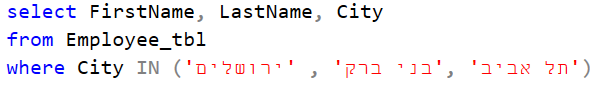 select FirstName, LastName, City
from Employee_tbl
where City IN ('תל אביב' ,'בני ברק' , 'ירושלים')